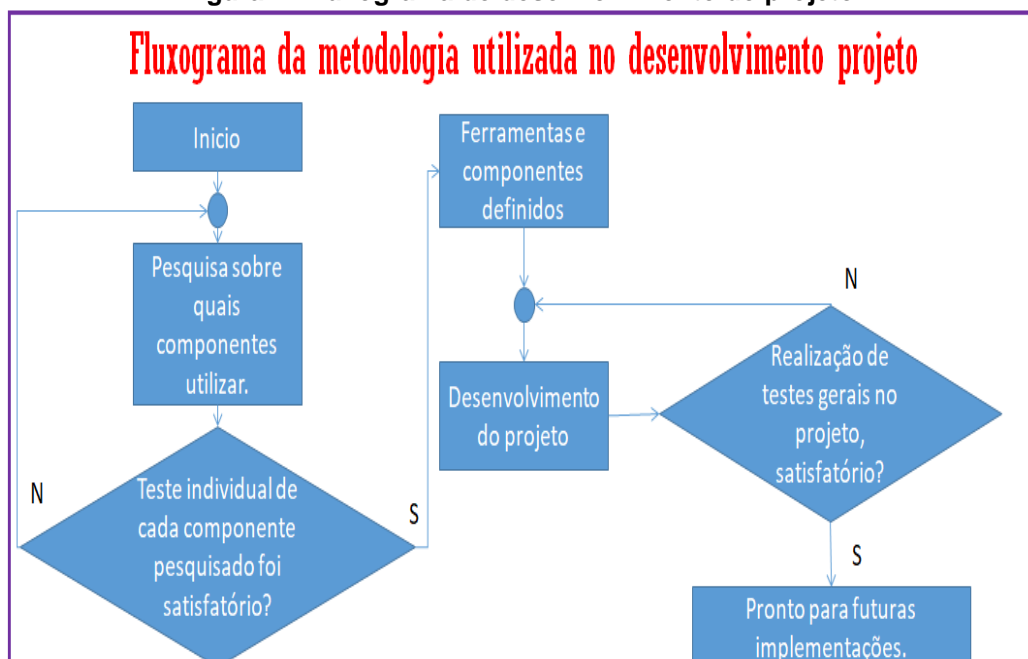 Fluxograma da metodologia utilizada no desenvolvimento projeto
Inicio
Pesquisa sobre
quais
componentes
utilizar.
N
Teste individual de
cada componente
pesquisado foi
satisfatório?
S
Ferramentas e
componentes
definidos
Desenvolvimento
do projeto
N
Realização de
testes gerais no
projeto,
satisfatório?
S
Pronto para futuras
implementações.